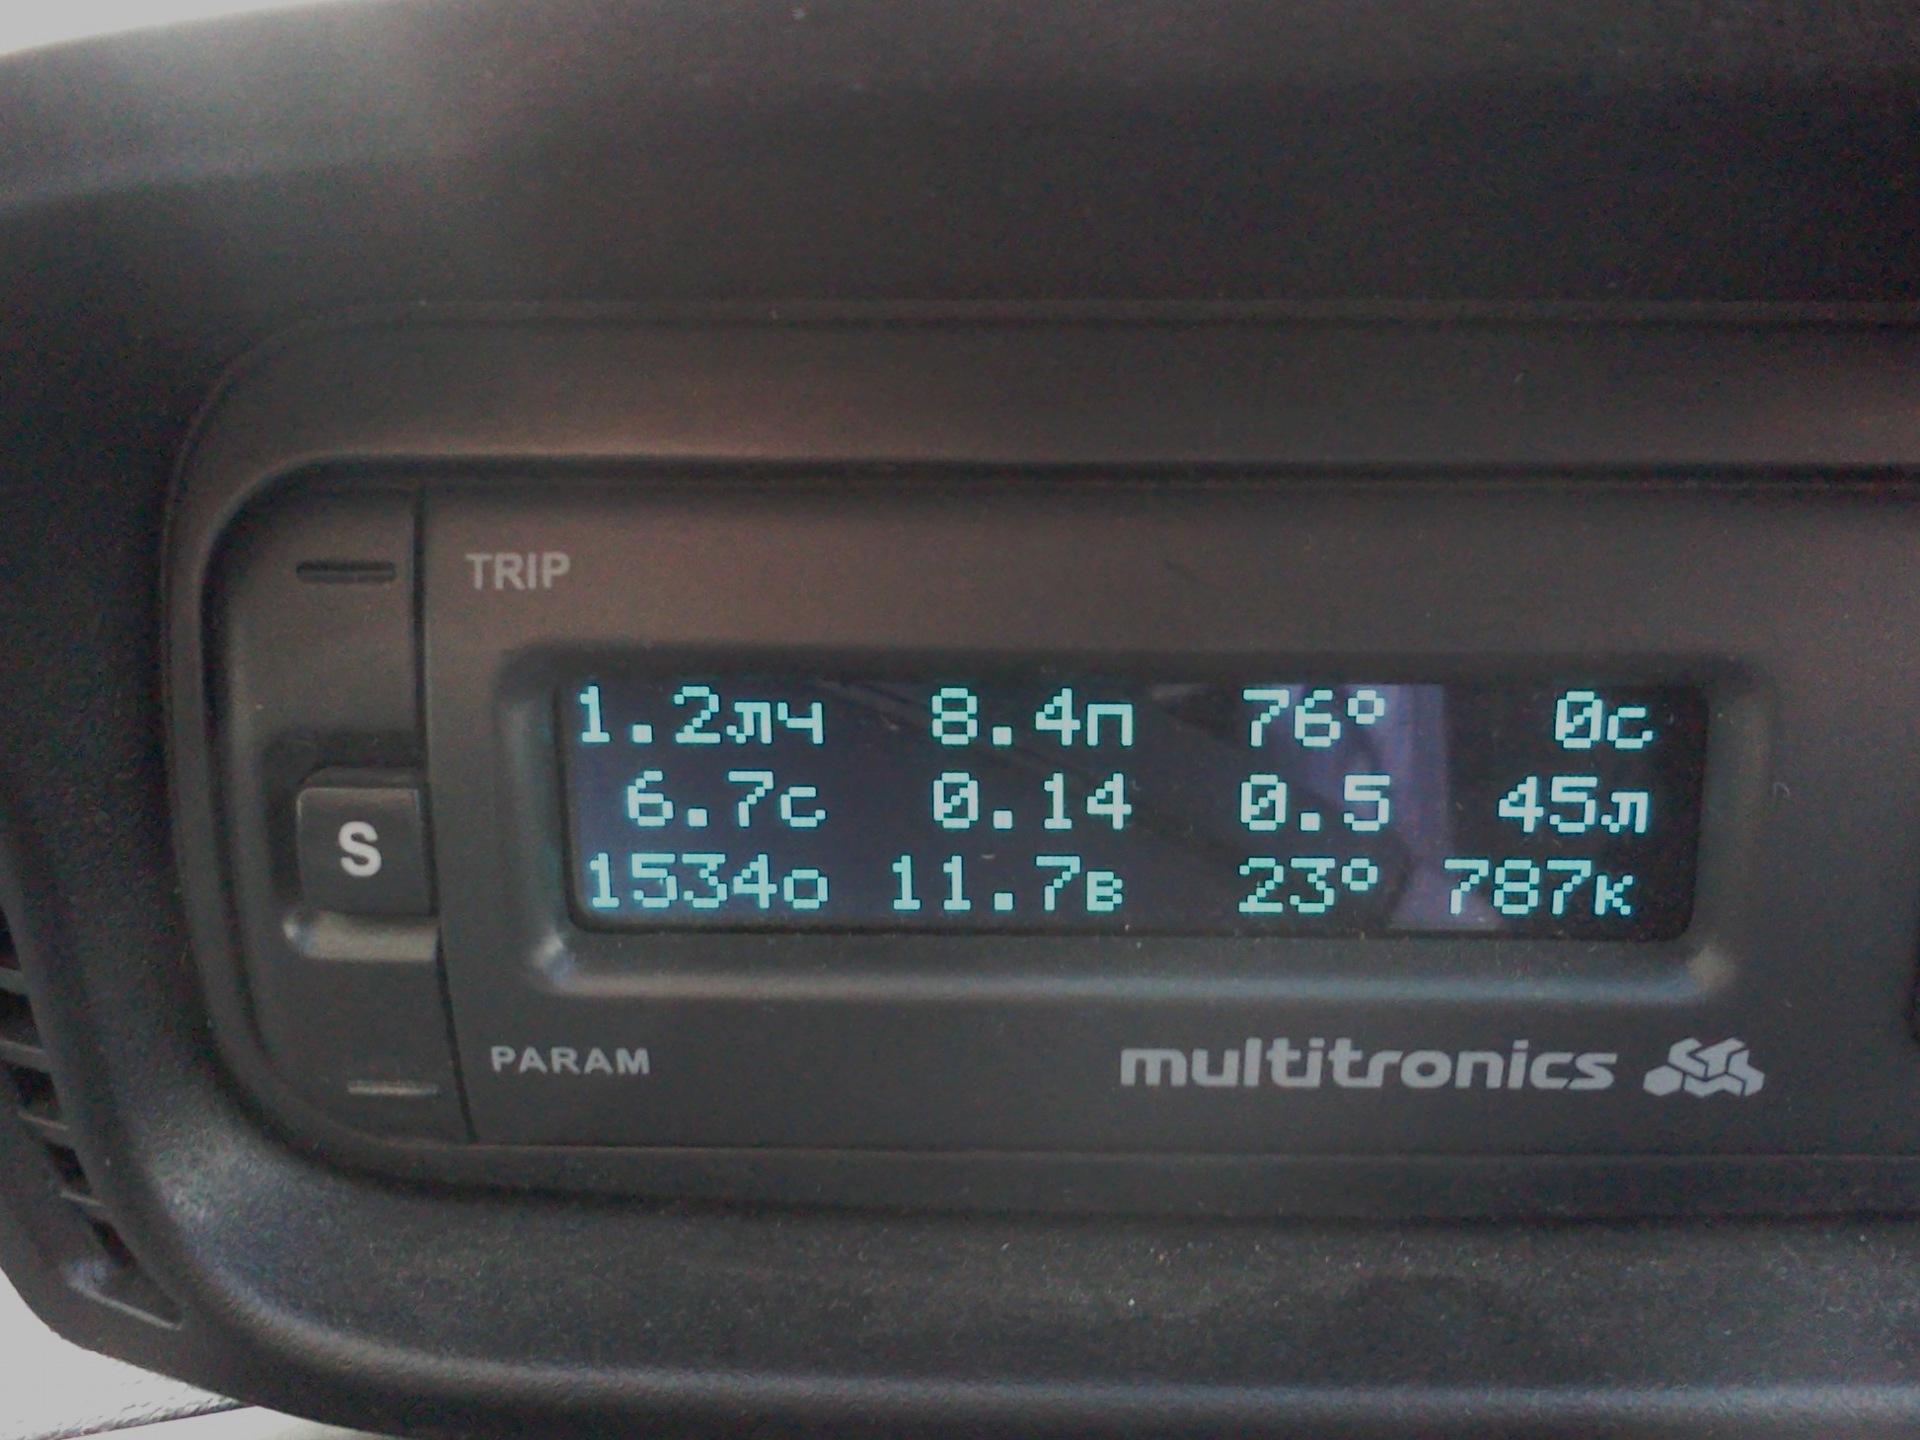 TRIP
1.2лч 8.4п 76° 0с
6.7с 0.14 0.5 45л
1534о 11.7в 23° 787к
S
PARAM
multitronics